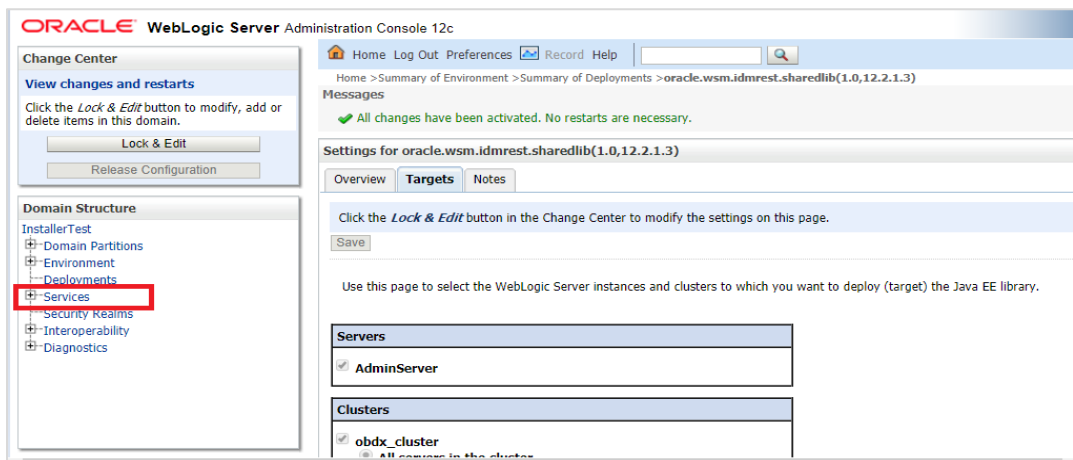 ORACLE WebLogic Server Administration Console 12c
Change Center
View changes and restarts
Click the Lock & Edit button to modify, add or
delete items in this domain.
Lock & Edit
Release Configuration
Domain Structure
InstallerTest
Domain Partitions
Environment
Deployments
Services
Security Realms
Interoperability
Diagnostics
Home Log Out Preferences Record Help
Home >Summary of Environment >Summary of Deployments >oracle.wsm.idmrest.sharedlib(1.0,12.2.1.3)
Messages
All changes have been activated. No restarts are necessary.
Settings for oracle.wsm.idmrest.sharedlib(1.0,12.2.1.3)
Overview Targets Notes
Click the Lock & Edit button in the Change Center to modify the settings on this page.
Save
Use this page to select the WebLogic Server instances and clusters to which you want to deploy (target) the Java EE library.
Servers
AdminServer
Clusters
obdx_cluster
All servers in the cluster